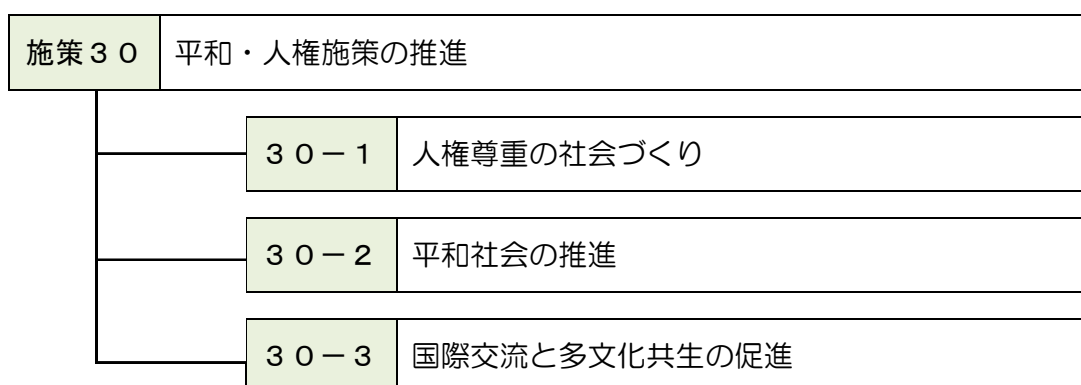 施策３０ 平和・人権施策の推進
３０－１ 人権尊重の社会づくり
３０－２ 平和社会の推進
３０－３ 国際交流と多文化共生の促進